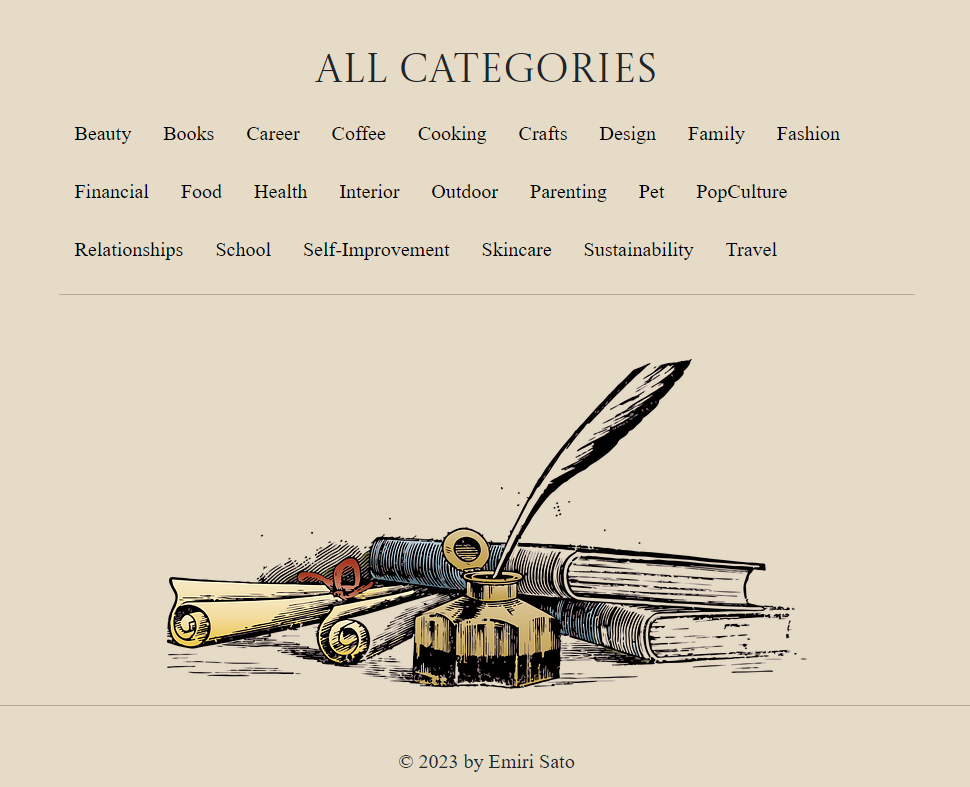 ALL CATEGORIES
Beauty Books Career Coffee Cooking Crafts Design Family Fashion
Financial Food Health Interior Outdoor Parenting Pet PopCulture
Relationships School Self-Improvement Skincare Sustainability Travel
© 2023 by Emiri Sato